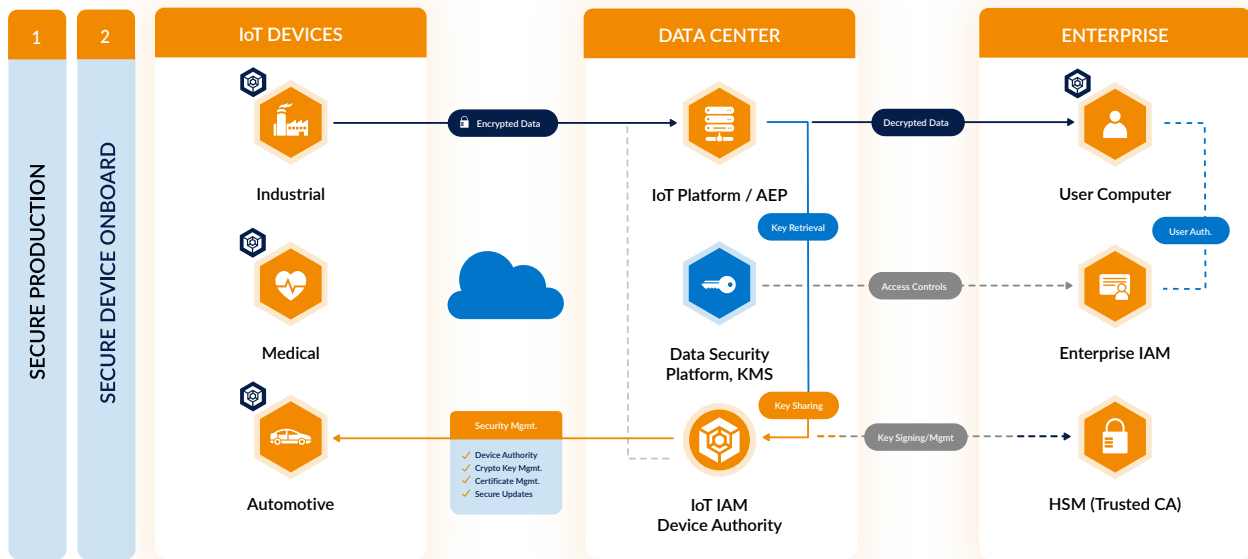 1
2
SECURE PRODUCTION
SECURE DEVICE ONBOARD
IoT DEVICES
DATA CENTER
ENTERPRISE
Encrypted Data
Decrypted Data
Industrial
IoT Platform / AEP
User Computer
Key Retrieval
User Auth.
Access Controls
Medical
Data Security
Platform, KMS
Enterprise IAM
Key Sharing
Security Mgmt.
Key Signing/Mgmt
Device Authority
Crypto Key Mgmt.
Certificate Mgmt.
Secure Updates
Automotive
IoT IAM
Device Authority
HSM (Trusted CA)